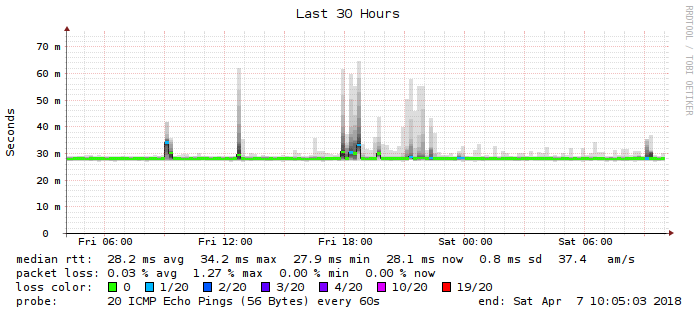 Last 30 Hours
RRDTOOL / TOBI OETIKER
Seconds
70 m
60 m
50 m
40 m
30 m
20 m
10 m
0
Fri 06:00 Fri 12:00 Fri 18:00 Sat 00:00 Sat 06:00
median rtt: 28.2 ms avg 34.2 ms max 27.9 ms min 28.1 ms now 0.8 ms sd 37.4 am/s
packet loss: 0.03 % avg 1.27 % max 0.00 % min 0.00 % now
loss color: 0 1/20 2/20 3/20 4/20 10/20 19/20
probe: 20 ICMP Echo Pings (56 Bytes) every 60s end: Sat Apr 7 10:05:03 2018